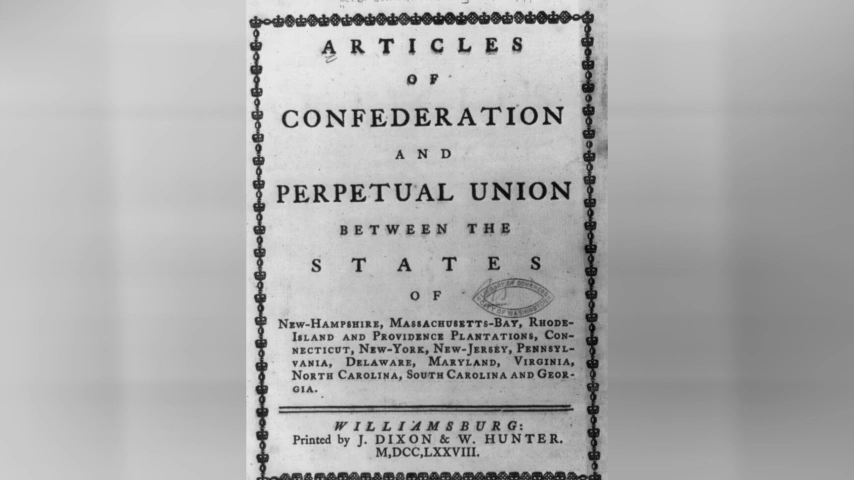 ARTICLES
OF
CONFEDERATION
AND
PERPETUAL UNION
BETWEEN THE
STATES
OF
NEW-HAMPSHIRE, MASSACHUSETTS-BAY, RHODE-
ISLAND AND PROVIDENCE PLANTATIONS, CON-
NECTICUT, NEW-YORK, NEW-JERSEY, PENNSYL-
VANIA, DELAWARE, MARYLAND, VIRGINIA,
NORTH CAROLINA, SOUTH CAROLINA AND GEOR-
GIA.
WILLIAMSBURG:
Printed by J. DIXON & W. HUNTER.
M,DCC,LXXVIII.